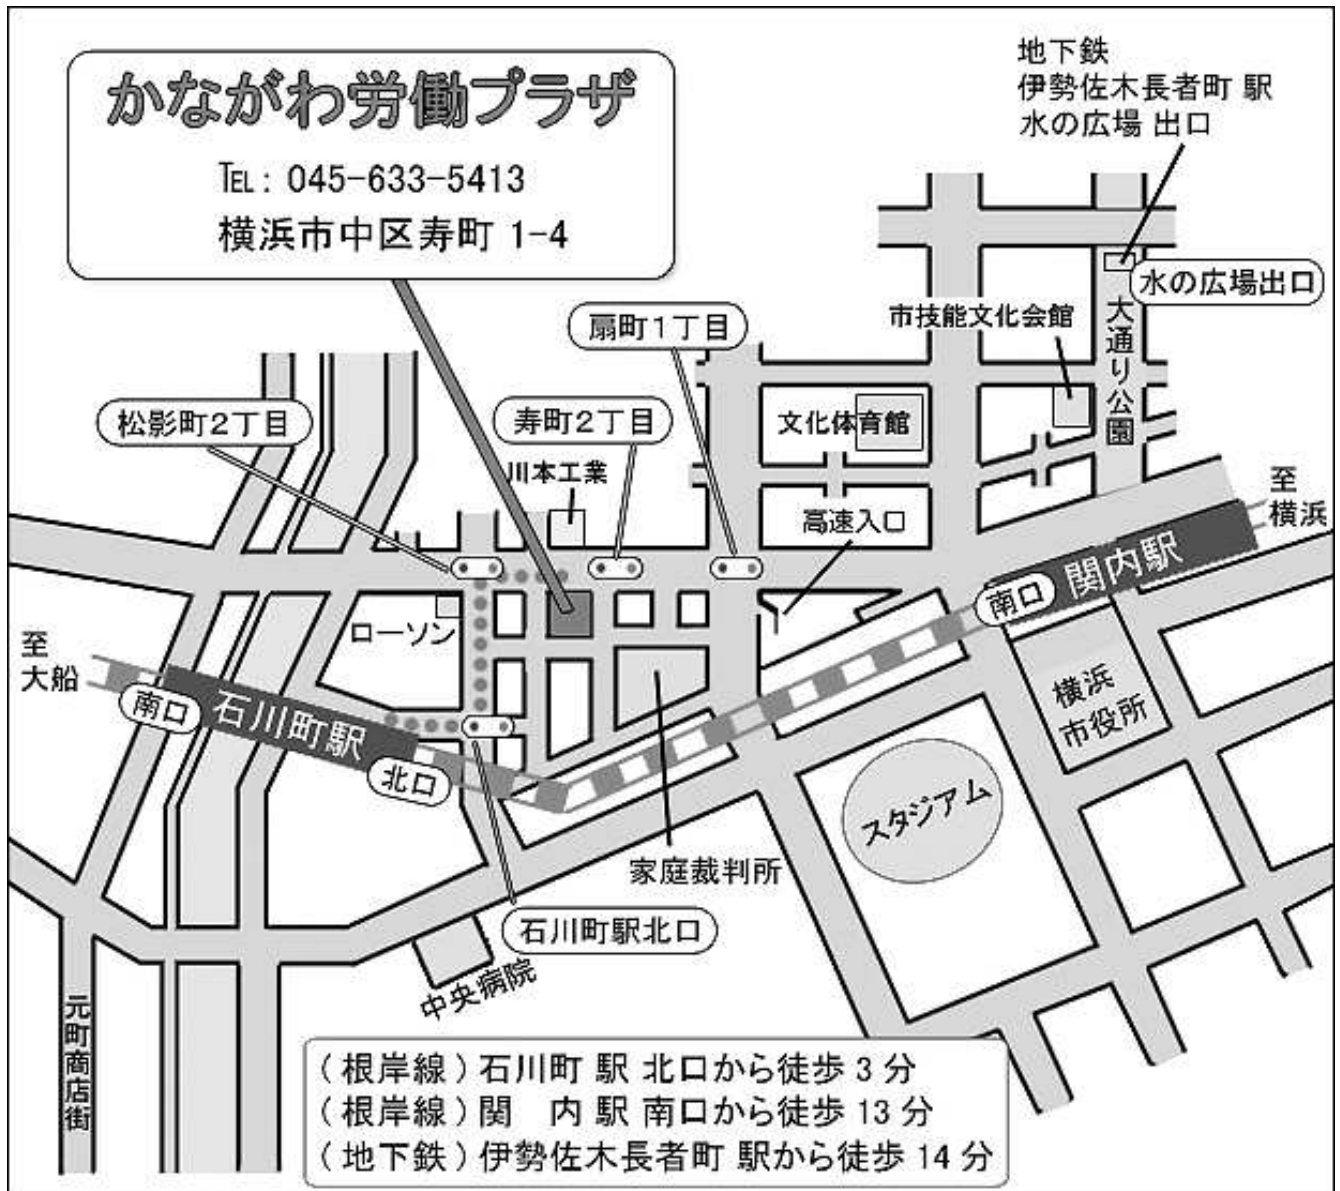 かながわ労働プラザ
TEL: 045-633-5413
横浜市中区寿町 1-4
地下鉄
伊勢佐木長者町 駅
水の広場 出口
水の広場出口
市技能文化会館
大通り公園
扇町1丁目
松影町2丁目
寿町2丁目
文化体育館
川本工業
高速入口
至
横浜
関内駅
南口
ローソン
至
大船
南口
石川町駅
北口
横浜
市役所
スタジアム
家庭裁判所
石川町駅北口
中央病院
元町商店街
(根岸線)石川町 駅 北口から徒歩 3 分
(根岸線)関 内 駅 南口から徒歩 13 分
(地下鉄)伊勢佐木長者町 駅から徒歩 14 分